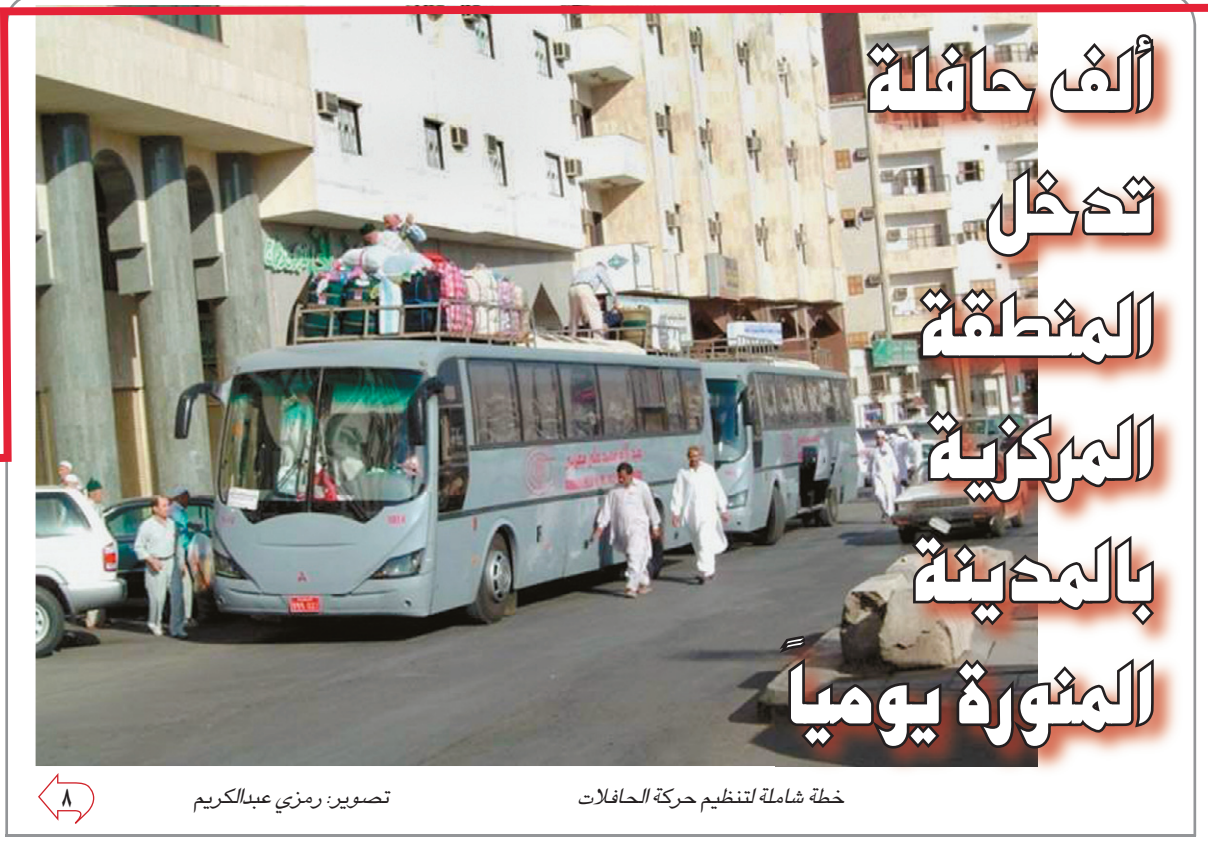 ألف حافلة
تدخل
المنطقة
المركزية
بالمدينة
المنورة يومياً
خطة شاملة لتنظيم حركة الحافلات
تصوير: رمزي عبدالكريم
٨